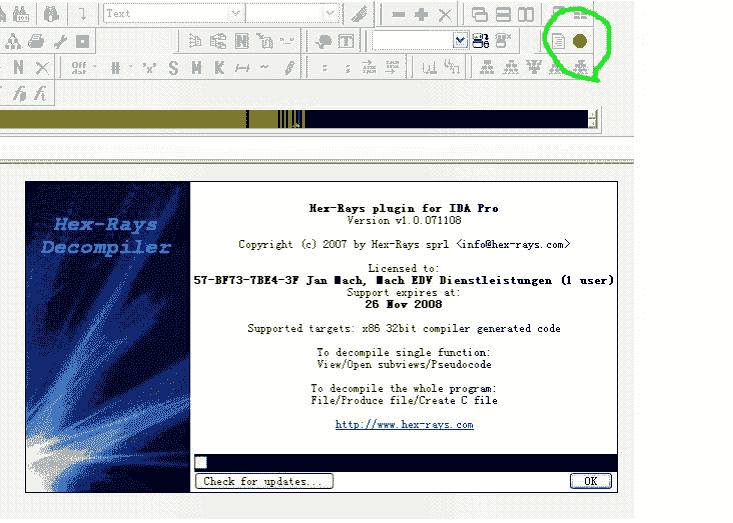 Text
N
Off
#
'x'
S
M
K
~
;
:
Hex-Rays
Decompiler
Hex-Rays plugin for IDA Pro
Version v1.0.071108
Copyright (c) 2007 by Hex-Rays sprl <info@hex-rays.com>
Licensed to:
57-BF73-7BE4-3F Jan Mach, Mach EDV Dienstleistungen (1 user)
Support expires at:
26 Nov 2008
Supported targets: x86 32bit compiler generated code
To decompile single function:
View/Open subviews/Pseudocode
To decompile the whole program:
File/Produce file/Create C file
http://www.hex-rays.com
Check for updates...
OK